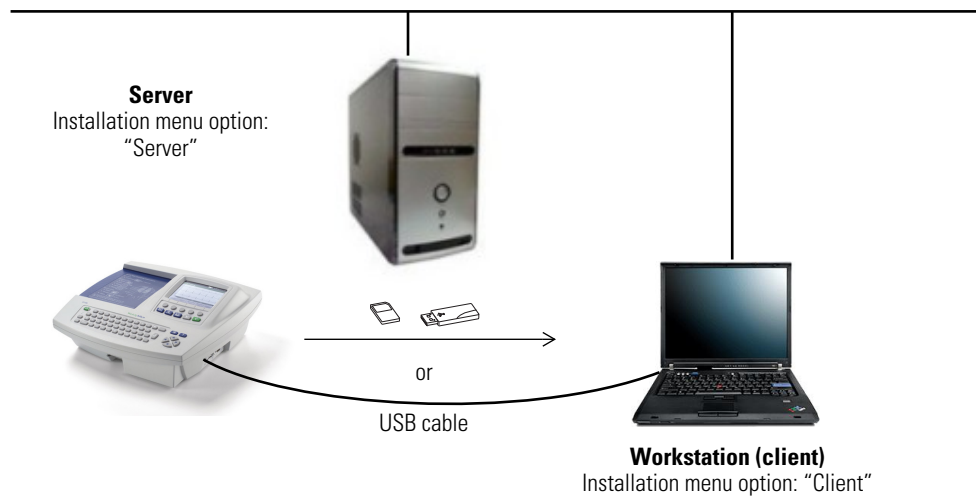 Server
Installation menu option:
“Server”
or
USB cable
Workstation (client)
Installation menu option: “Client”